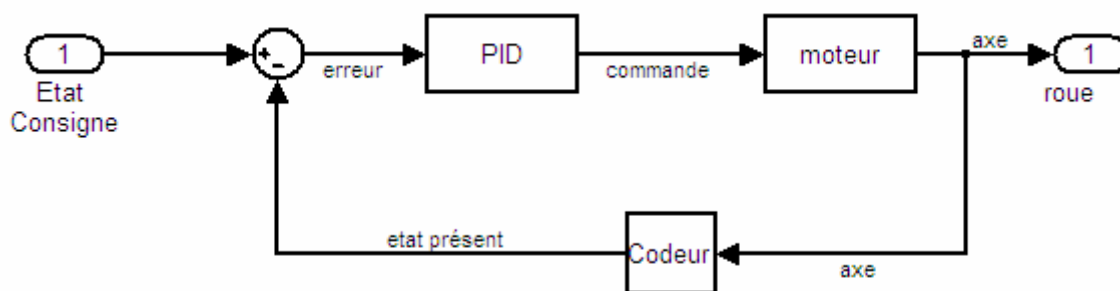 1
Etat
Consigne
+
-
erreur
PID
commande
moteur
axe
1
roue
etat présent
Codeur
axe